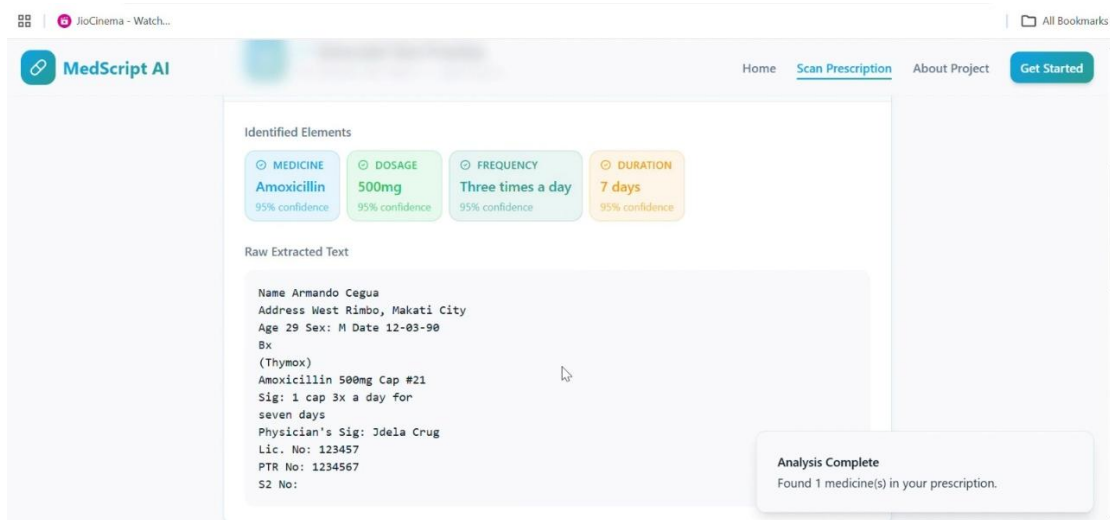 JioCinema - Watch...
All Bookmarks
MedScript AI
Home Scan Prescription About Project Get Started
Identified Elements
MEDICINE DOSAGE FREQUENCY DURATION
Amoxicillin 500mg Three times a day 7 days
95% confidence 95% confidence 95% confidence 95% confidence
Raw Extracted Text
Name Armando Cegua
Address West Rimbo, Makati City
Age 29 Sex: M Date 12-03-90
Bx
(Thymox)
Amoxicillin 500mg Cap #21
Sig: 1 cap 3x a day for
seven days
Physician's Sig: Jdela Crug
Lic. No: 123457
PTR No: 1234567
S2 No:
Analysis Complete
Found 1 medicine(s) in your prescription.